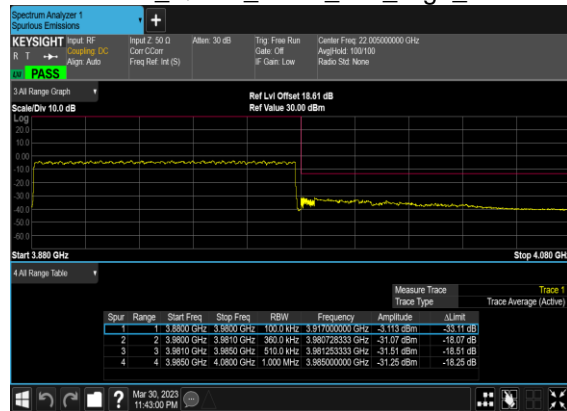 Spectrum Analyzer 1
Spurious Emissions
+
KEYSIGHT Input: RF Input Z: 50 Ω Atten: 30 dB Trig: Free Run Center Freq: 22.005000000 GHz
R T Coupling: DC Corr CCorr Gate: Off Avg|Hold: 100/100
Align: Auto Freq Ref: Int (S) IF Gain: Low Radio Std: None
PASS
3 All Range Graph
Ref Lvl Offset 18.61 dB
Scale/Div 10.0 dB Ref Value 30.00 dBm
Log
20.0
10.0
0.00
-10.0
-20.0
-30.0
-40.0
-50.0
-60.0
Start 3.880 GHz Stop 4.080 GH
4 All Range Table
Measure Trace Trace 1
Trace Type Trace Average (Active)
Spur Range Start Freq Stop Freq RBW Frequency Amplitude ΔLimit
1 1 3.8800 GHz 3.9800 GHz 100.0 kHz 3.917000000 GHz -3.113 dBm -33.11 dB
2 2 3.9800 GHz 3.9810 GHz 360.0 kHz 3.980728333 GHz -31.07 dBm -18.07 dB
3 3 3.9810 GHz 3.9850 GHz 510.0 kHz 3.981253333 GHz -31.51 dBm -18.51 dB
4 4 3.9850 GHz 4.0800 GHz 1.000 MHz 3.985000000 GHz -31.25 dBm -18.25 dB
? Mar 30, 2023
11:43:00 PM